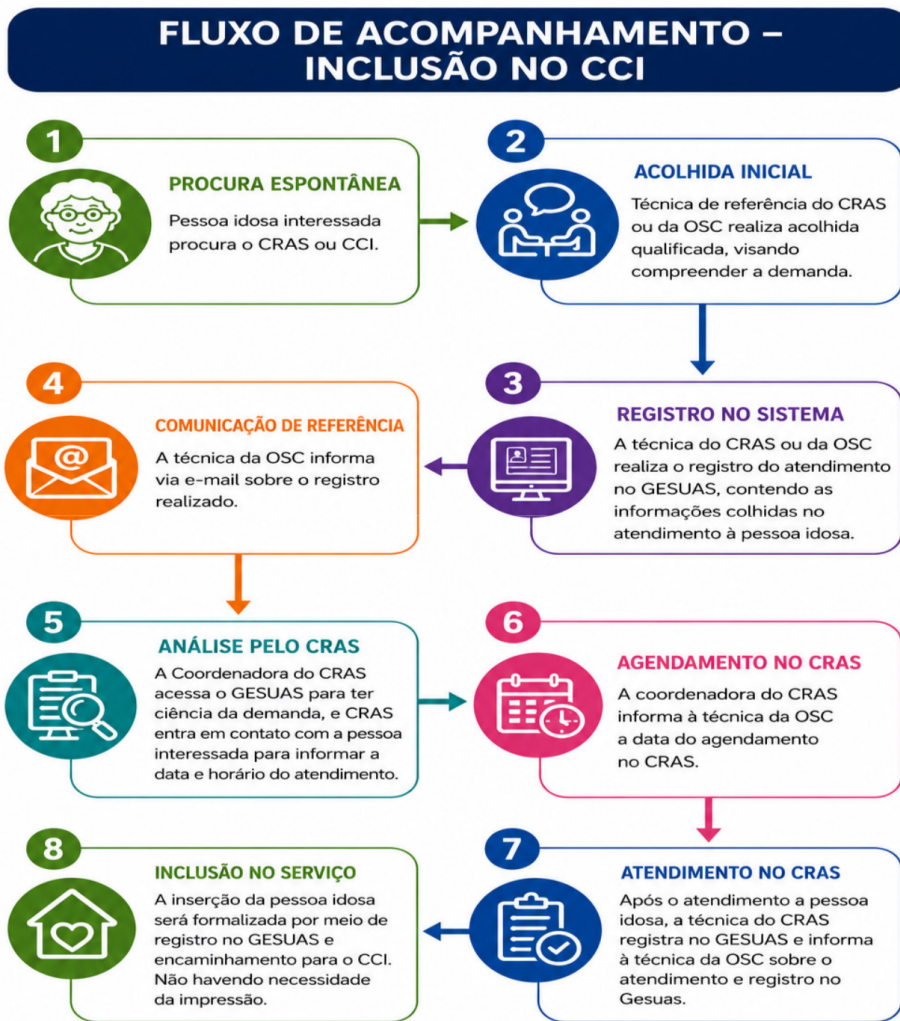 FLUXO DE ACOMPANHAMENTO –
INCLUSÃO NO CCI
1
PROCURA ESPONTÂNEA
Pessoa idosa interessada
procura o CRAS ou CCI.
2
ACOLHIDA INICIAL
Técnica de referência do CRAS
ou da OSC realiza acolhida
qualificada, visando
compreender a demanda.
3
REGISTRO NO SISTEMA
A técnica do CRAS ou da OSC
realiza o registro do atendimento
no GESUAS, contendo as
informações colhidas no
atendimento à pessoa idosa.
4
COMUNICAÇÃO DE REFERÊNCIA
@
A técnica da OSC informa
via e-mail sobre o registro
realizado.
5
ANÁLISE PELO CRAS
A Coordenadora do CRAS
acessa o GESUAS para ter
ciência da demanda, e CRAS
entra em contato com a pessoa
interessada para informar a
data e horário do atendimento.
6
AGENDAMENTO NO CRAS
A coordenadora do CRAS
informa à técnica da OSC
a data do agendamento
no CRAS.
7
ATENDIMENTO NO CRAS
Após o atendimento a pessoa
idosa, a técnica do CRAS
registra no GESUAS e informa
à técnica da OSC sobre o
atendimento e registro no
Gesuas.
8
INCLUSÃO NO SERVIÇO
A inserção da pessoa idosa
será formalizada por meio de
registro no GESUAS e
encaminhamento para o CCI.
Não havendo necessidade
da impressão.